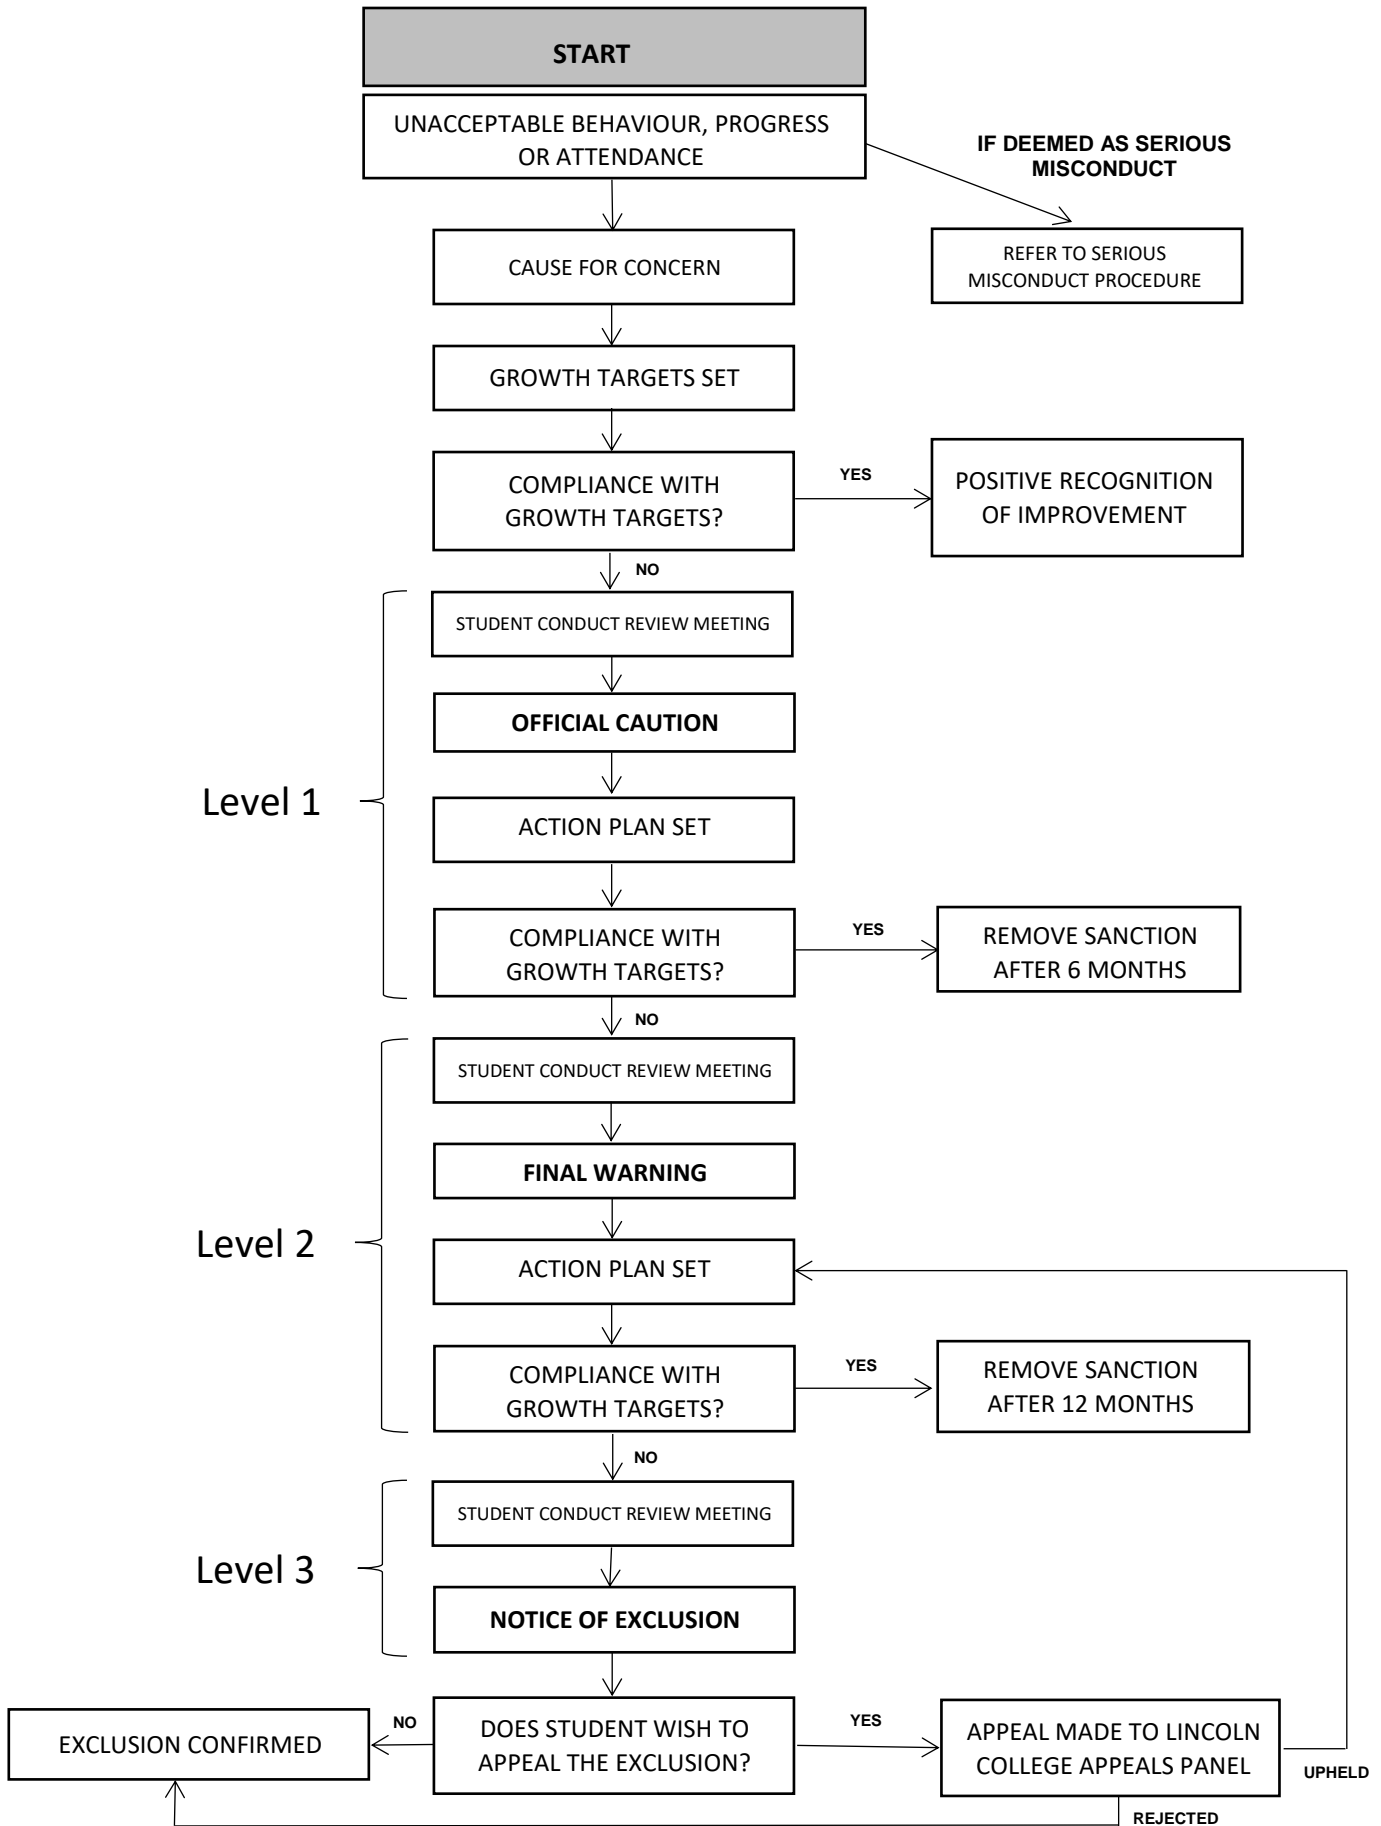 START
UNACCEPTABLE BEHAVIOUR, PROGRESS
OR ATTENDANCE
IF DEEMED AS SERIOUS
MISCONDUCT
CAUSE FOR CONCERN
REFER TO SERIOUS
MISCONDUCT PROCEDURE
GROWTH TARGETS SET
COMPLIANCE WITH
GROWTH TARGETS?
YES
POSITIVE RECOGNITION
OF IMPROVEMENT
NO
STUDENT CONDUCT REVIEW MEETING
OFFICIAL CAUTION
Level 1
ACTION PLAN SET
COMPLIANCE WITH
GROWTH TARGETS?
YES
REMOVE SANCTION
AFTER 6 MONTHS
NO
STUDENT CONDUCT REVIEW MEETING
FINAL WARNING
Level 2
ACTION PLAN SET
COMPLIANCE WITH
GROWTH TARGETS?
YES
REMOVE SANCTION
AFTER 12 MONTHS
NO
STUDENT CONDUCT REVIEW MEETING
Level 3
NOTICE OF EXCLUSION
EXCLUSION CONFIRMED
NO
DOES STUDENT WISH TO
APPEAL THE EXCLUSION?
YES
APPEAL MADE TO LINCOLN
COLLEGE APPEALS PANEL
UPHELD
REJECTED